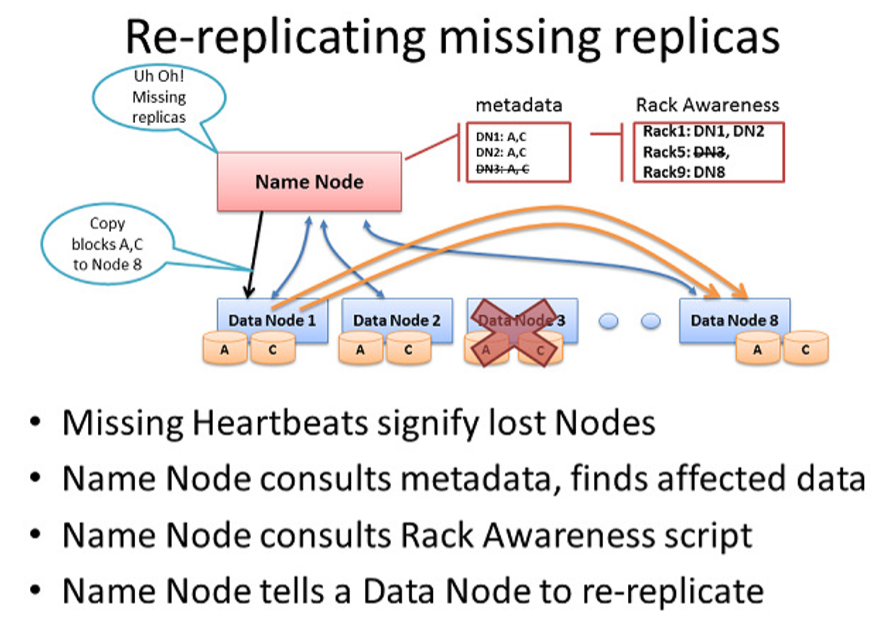 Re-replicating missing replicas
Uh Oh!
Missing
replicas
metadata
Rack Awareness
DN1: A,C
DN2: A,C
DN3: A, C
Rack1: DN1, DN2
Rack5: DN3,
Rack9: DN8
Name Node
Copy
blocks A,C
to Node 8
Data Node 1
Data Node 2
Data Node 3
Data Node 8
A
C
A
C
A
C
A
C
• Missing Heartbeats signify lost Nodes
• Name Node consults metadata, finds affected data
• Name Node consults Rack Awareness script
• Name Node tells a Data Node to re-replicate